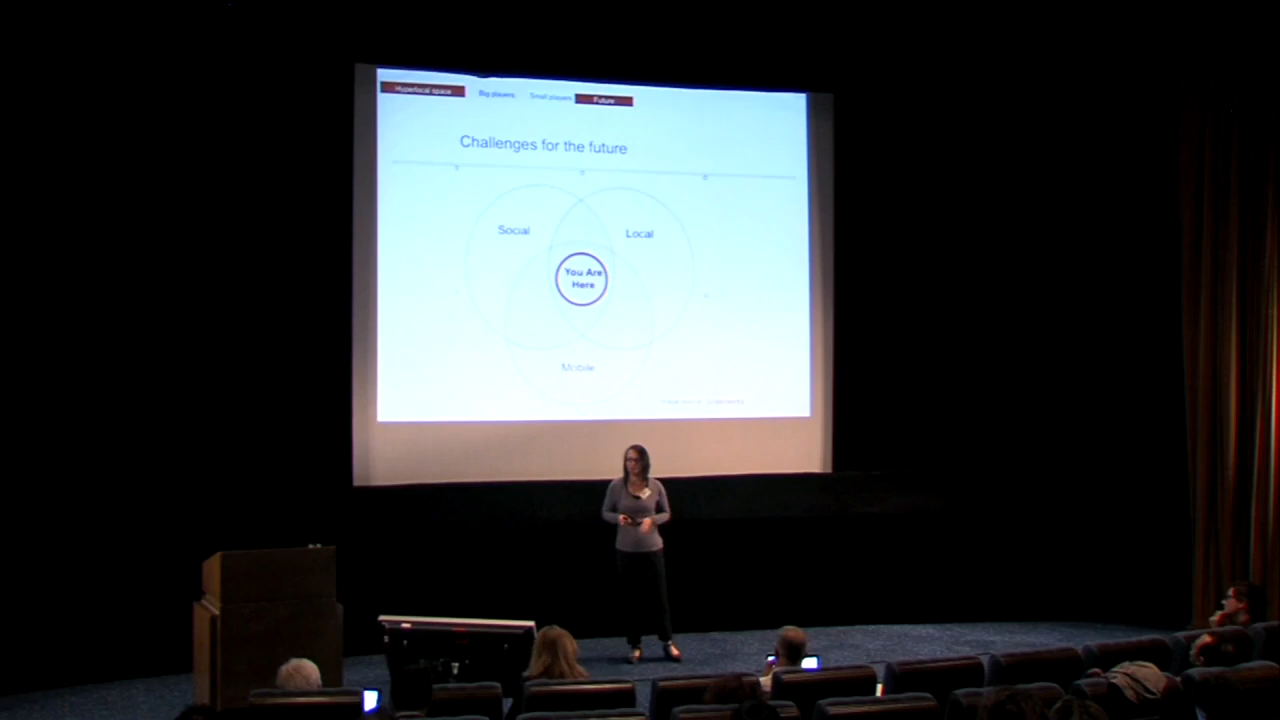 Hyperlocal space Big players Small players Future
Challenges for the future
Social Local
You Are
Here
Mobile